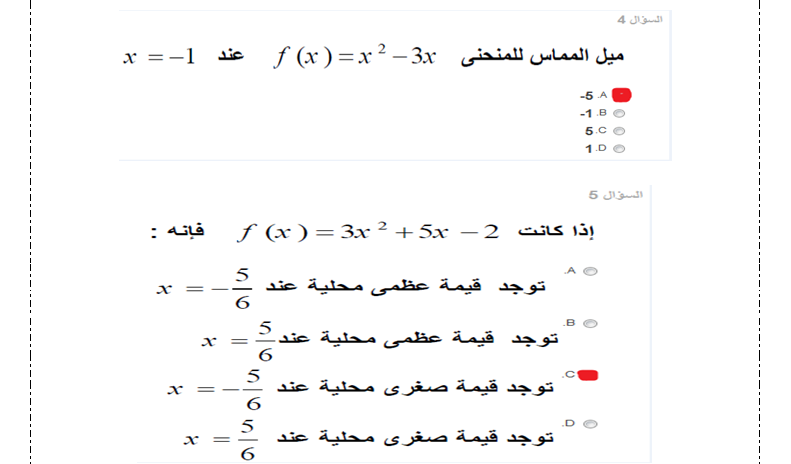 السؤال 4
ميل المماس للمنحنى f (x) = x² − 3x عند x = −1
-5 .A
-1 .B
5 .C
1 .D
السؤال 5
إذا كانت f (x) = 3x² + 5x − 2 فإنه :
.A توجد قيمة عظمى محلية عند x = −5/6
.B توجد قيمة عظمى محلية عند x = 5/6
.C توجد قيمة صغرى محلية عند x = −5/6
.D توجد قيمة صغرى محلية عند x = 5/6